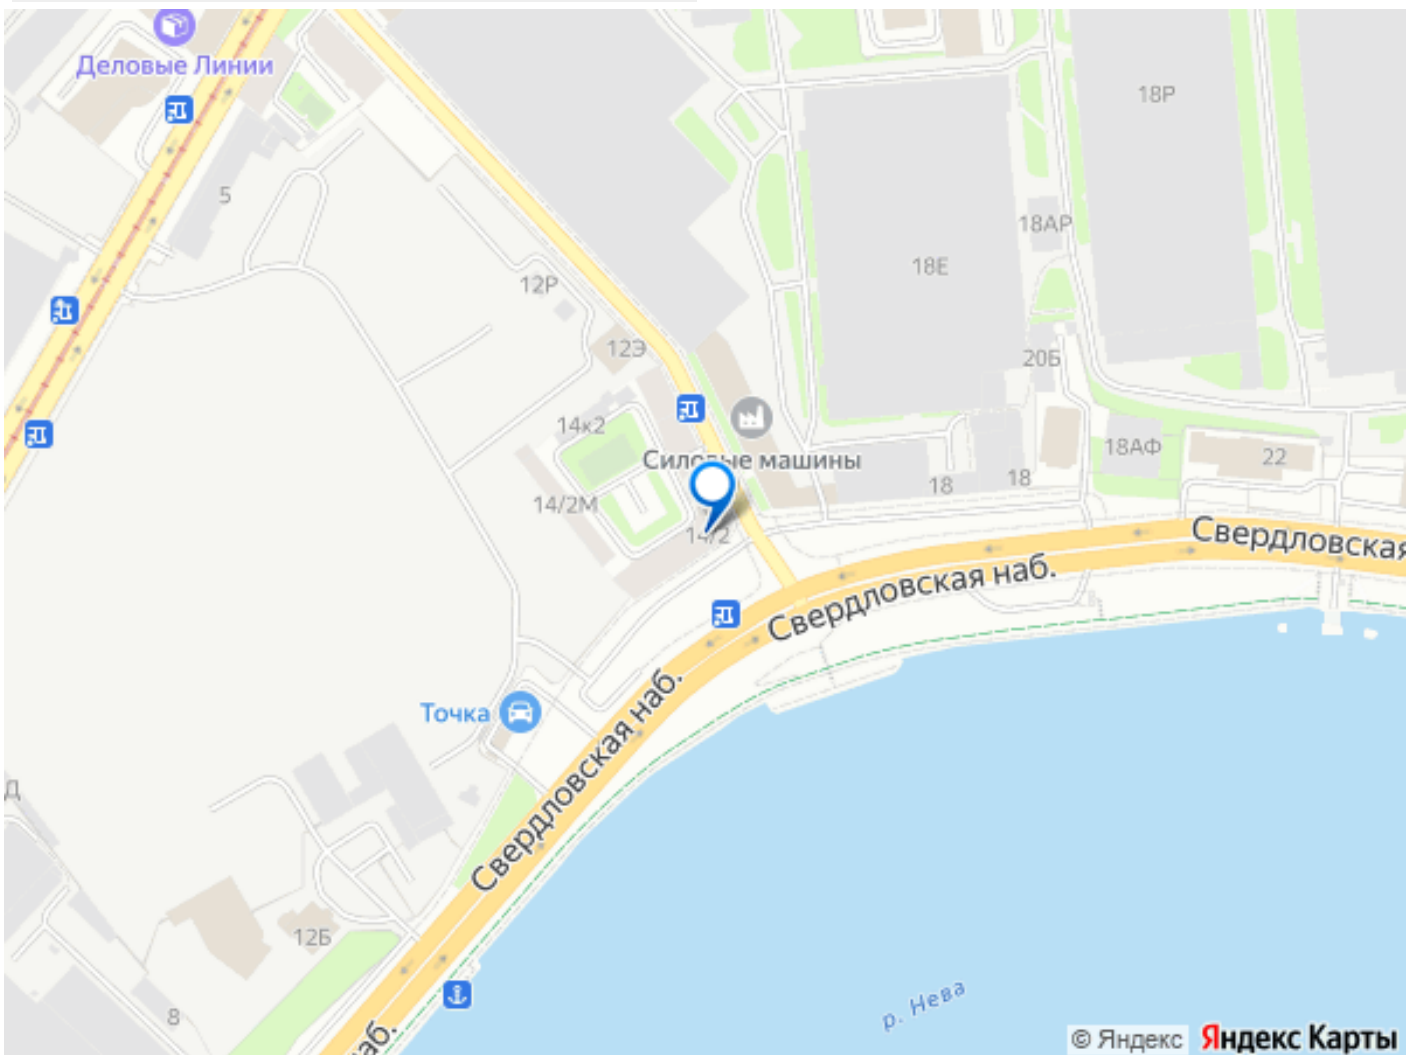 Деловые Линии
18Р
5
18АР
18Е
12Р
12Э
20Б
14к2
Силовые машины
18АФ
22
18
18
14/2М
14/2
Свердловская
Свердловская наб.
Свердловская наб.
Точка
Д
12Б
8
наб.
р. Нева
© Яндекс Яндекс Карты